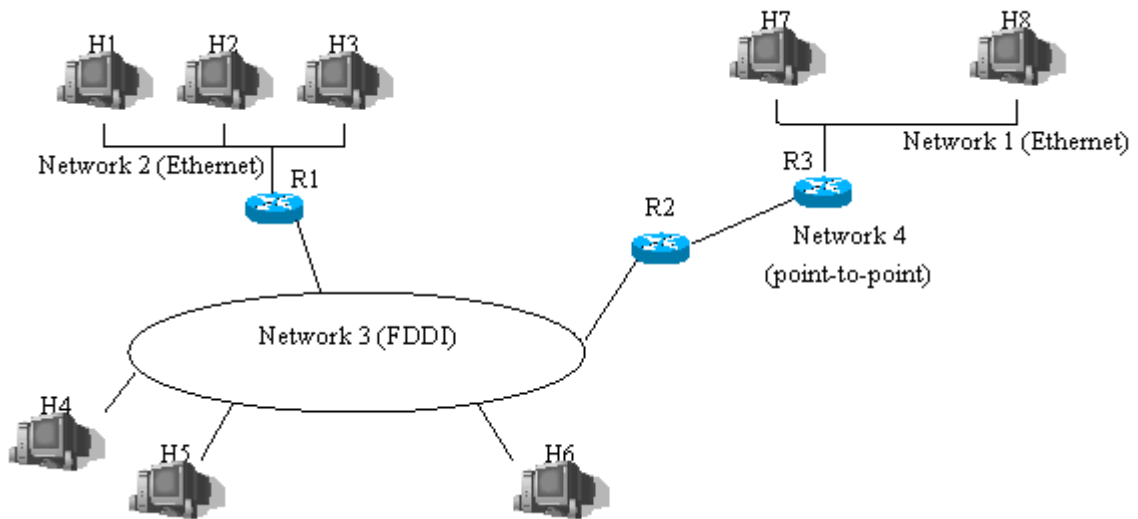 H1 H2 H3
H7 H8
Network 2 (Ethernet)
Network 1 (Ethernet)
R1
R3
R2
Network 4
(point-to-point)
Network 3 (FDDI)
H4
H5
H6